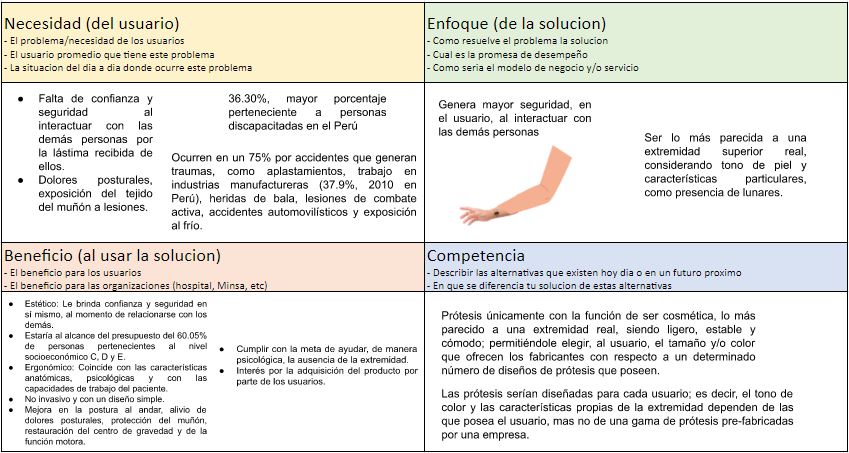 Necesidad (del usuario)
- El problema/necesidad de los usuarios
- El usuario promedio que tiene este problema
- La situacion del dia a dia donde ocurre este problema
Enfoque (de la solucion)
- Como resuelve el problema la solucion
- Cual es la promesa de desempeño
- Como seria el modelo de negocio y/o servicio
● Falta de confianza y
seguridad al
interactuar con las
demás personas por
la lástima recibida de
ellos.
● Dolores posturales,
exposición del tejido
del muñón a lesiones.
36.30%, mayor porcentaje
perteneciente a personas
discapacitadas en el Perú
Ocurren en un 75% por accidentes que generan
traumas, como aplastamientos, trabajo en
industrias manufactureras (37.9%, 2010 en
Perú), heridas de bala, lesiones de combate
activa, accidentes automovilísticos y exposición
al frío.
Genera mayor seguridad, en
el usuario, al interactuar con
las demás personas
Ser lo más parecida a una
extremidad superior real,
considerando tono de piel y
características particulares,
como presencia de lunares.
Beneficio (al usar la solucion)
- El beneficio para los usuarios
- El beneficio para las organizaciones (hospital, Minsa, etc)
Competencia
- Describir las alternativas que existen hoy dia o en un futuro proximo
- En que se diferencia tu solucion de estas alternativas
● Estético: Le brinda confianza y seguridad en
sí mismo, al momento de relacionarse con los
demás.
● Estaría al alcance del presupuesto del 60.05%
de personas pertenecientes al nivel
socioeconómico C, D y E.
● Ergonómico: Coincide con las características
anatómicas, psicológicas y con las
capacidades de trabajo del paciente.
● No invasivo y con un diseño simple.
● Mejora en la postura al andar, alivio de
dolores posturales, protección del muñón,
restauración del centro de gravedad y de la
función motora.
● Cumplir con la meta de ayudar, de manera
psicológica, la ausencia de la extremidad.
● Interés por la adquisición del producto por
parte de los usuarios.
Prótesis únicamente con la función de ser cosmética, lo más
parecido a una extremidad real, siendo ligero, estable y
cómodo; permitiéndole elegir, al usuario, el tamaño y/o color
que ofrecen los fabricantes con respecto a un determinado
número de diseños de prótesis que poseen.
Las prótesis serían diseñadas para cada usuario; es decir, el tono de
color y las características propias de la extremidad dependen de las
que posea el usuario, mas no de una gama de prótesis pre-fabricadas
por una empresa.